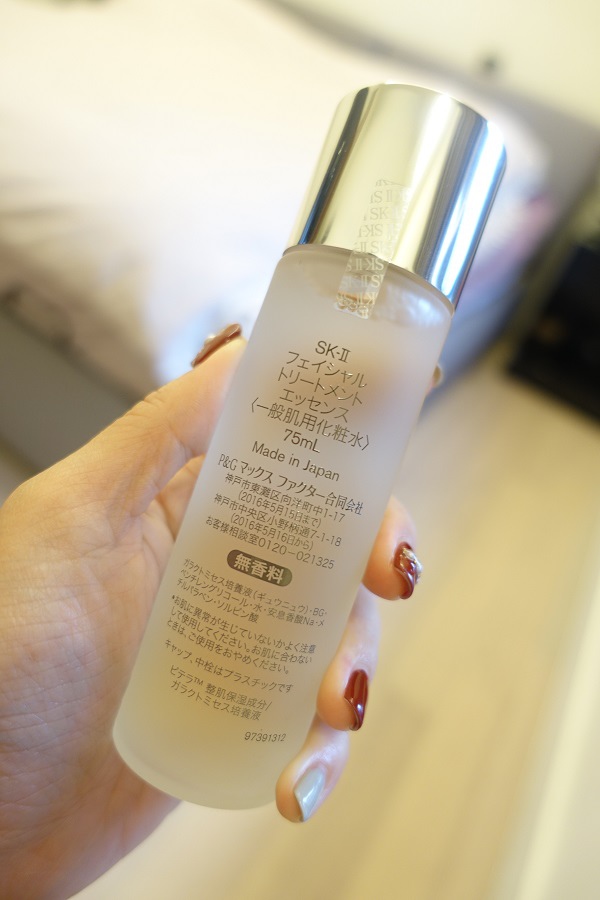 SK-II
フェイシャル
トリートメント
エッセンス
〈一般肌用化粧水〉
75mL
Made in Japan
P&G マックス ファクター合同会社
神戸市東灘区向洋町中1-17
(2016年5月15日まで)
神戸市中央区小野柄通7-1-18
(2016年5月16日から)
お客様相談室0120-021325
無香料
ガラクトミセス培養液(ギュウニュウ)・BG・
ペンチレングリコール・水・安息香酸Na・メ
チルパラベン・ソルビン酸
*お肌に異常が生じていないかよく注意
して使用してください。お肌に合わない
ときは、ご使用をおやめください。
キャップ、中栓はプラスチックです
ピテラ™ 整肌保湿成分/
ガラクトミセス培養液
97391312